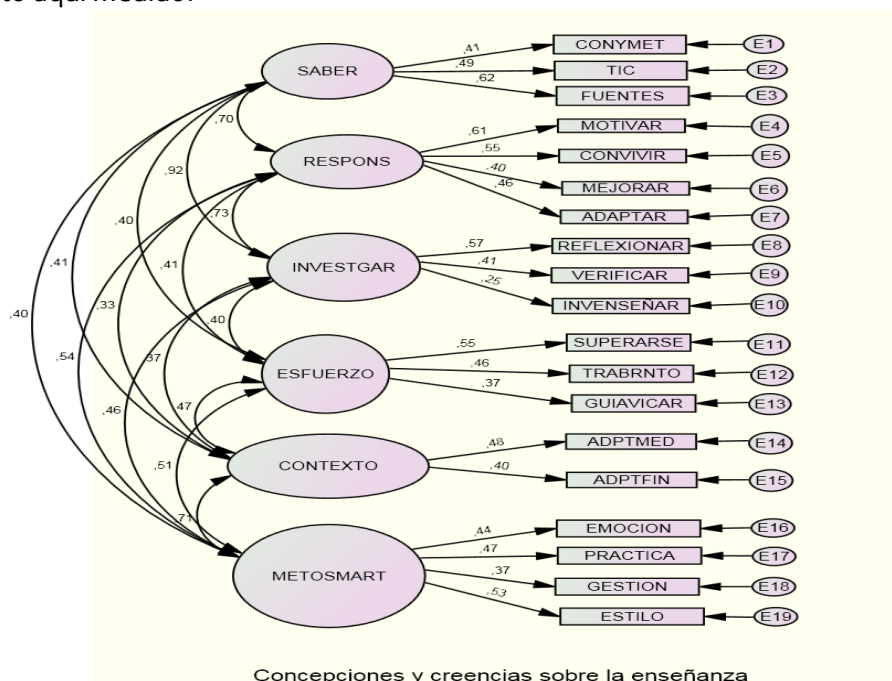 SABER
,41
CONYMET
E1
,49
TIC
E2
,62
FUENTES
E3
,70
RESPONS
,61
MOTIVAR
E4
,55
CONVIVIR
E5
,40
MEJORAR
E6
,46
ADAPTAR
E7
,92
,73
INVESTGAR
,57
REFLEXIONAR
E8
,41
VERIFICAR
E9
,25
INVENSEÑAR
E10
,40
,41
,41
,40
,33
,40
ESFUERZO
,55
SUPERARSE
E11
,46
TRABRNTO
E12
,37
GUIAVICAR
E13
,54
,37
,46
,47
CONTEXTO
,48
ADPTMED
E14
,40
ADPTFIN
E15
,51
,71
METOSMART
,44
EMOCION
E16
,47
PRACTICA
E17
,37
GESTION
E18
,53
ESTILO
E19
Concepciones y creencias sobre la enseñanza